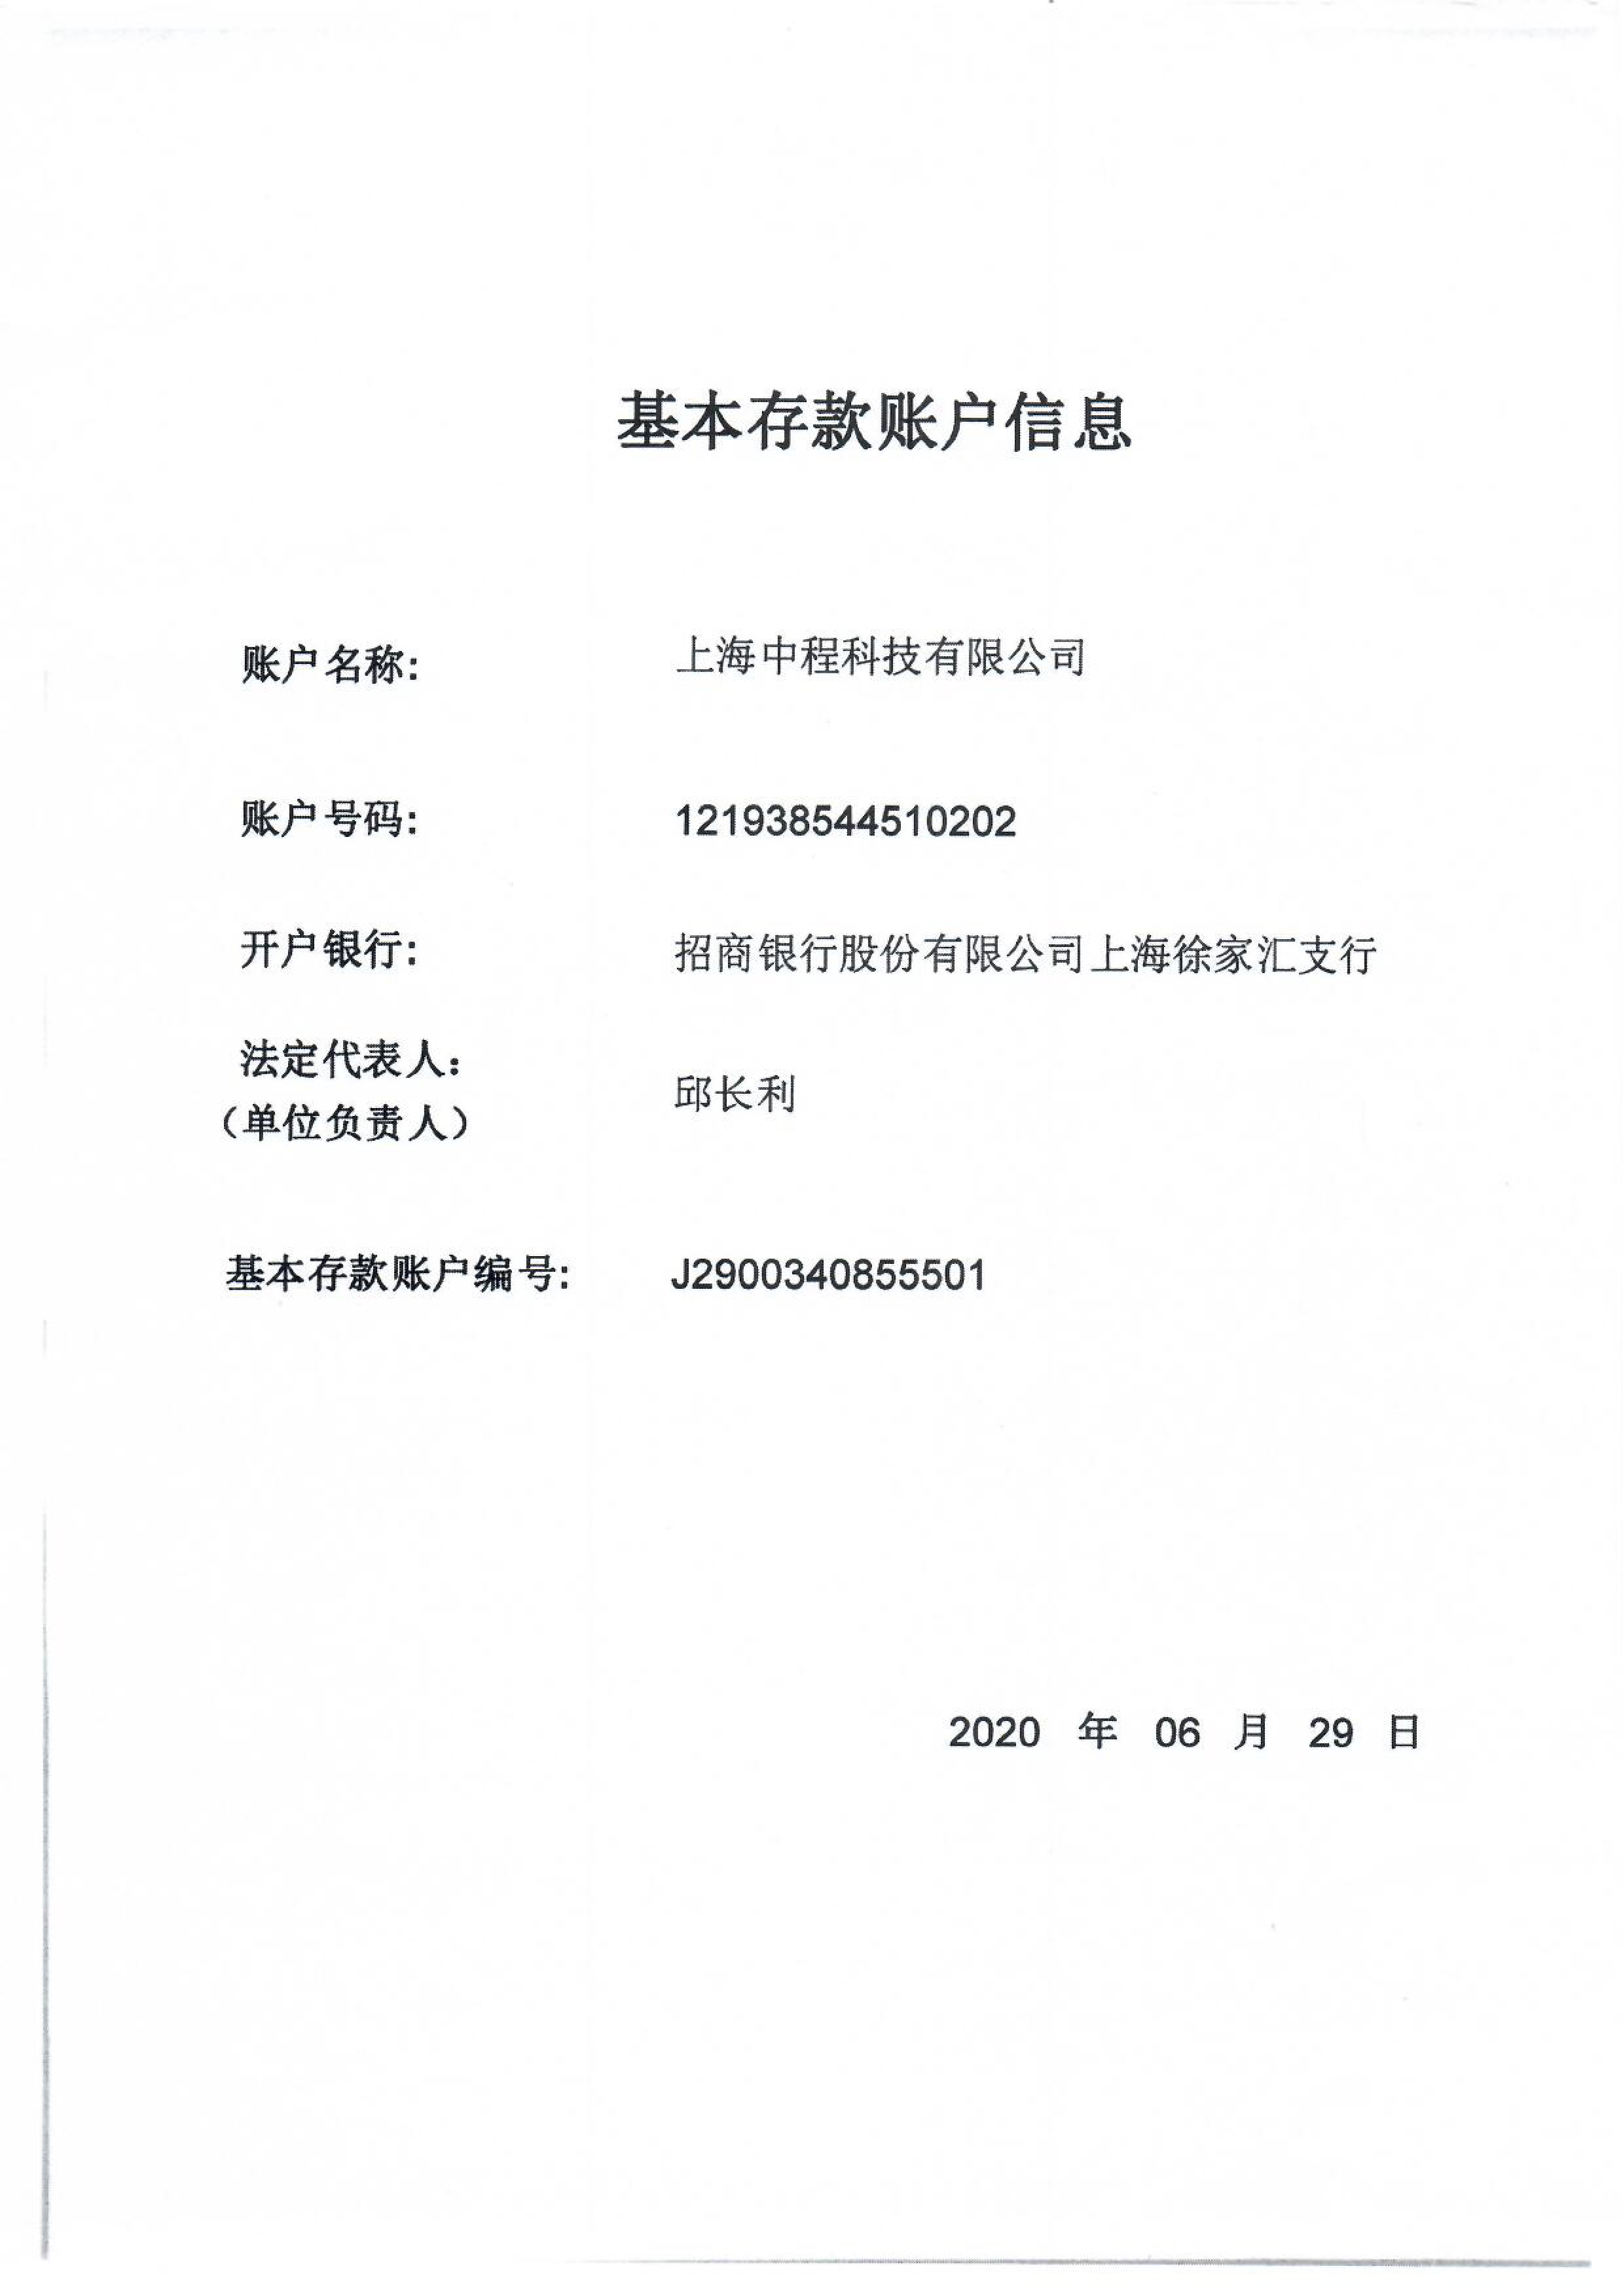 基本存款账户信息
账户名称: 上海中程科技有限公司
账户号码: 121938544510202
开户银行: 招商银行股份有限公司上海徐家汇支行
法定代表人: 邱长利
（单位负责人）
基本存款账户编号: J2900340855501
2020 年 06 月 29 日